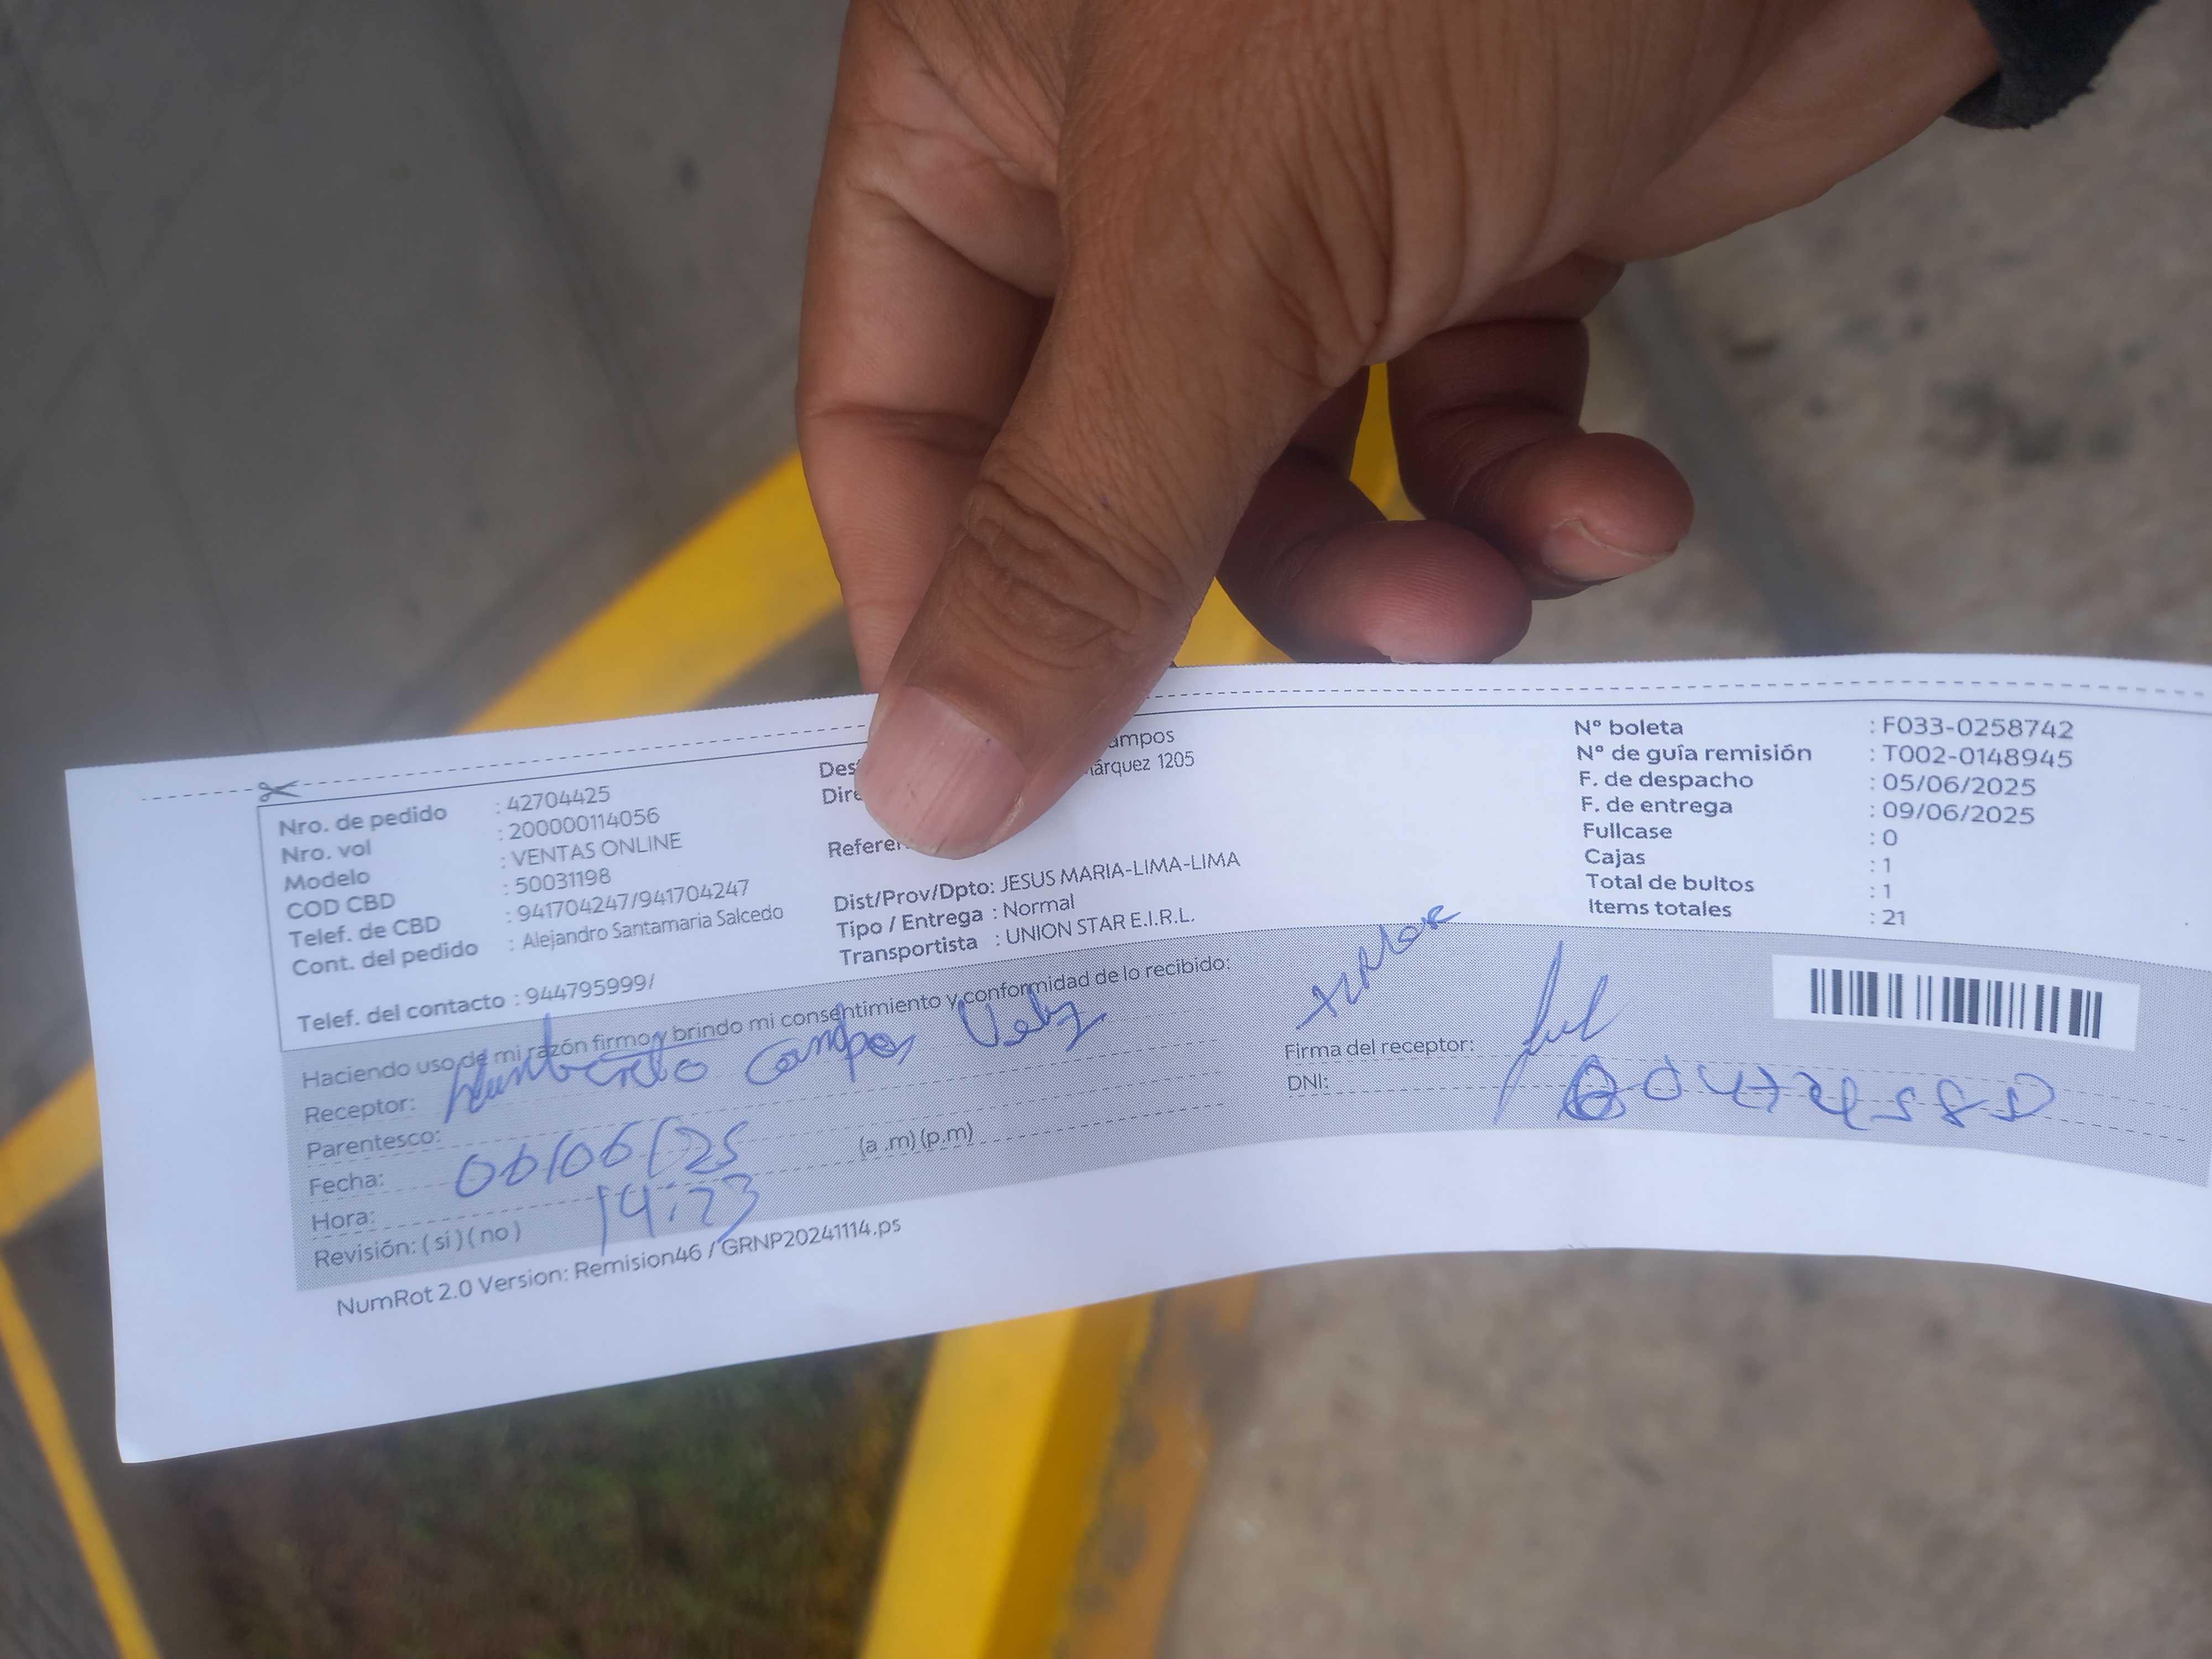 Nro. de pedido : 42704425
Nro. vol : 200000114056
Modelo : VENTAS ONLINE
COD CBD : 50031198
Telef. de CBD : 941704247/941704247
Cont. del pedido : Alejandro Santamaria Salcedo
Telef. del contacto : 944795999/
Dist/Prov/Dpto: JESUS MARIA-LIMA-LIMA
Tipo / Entrega : Normal
Transportista : UNION STAR E.I.R.L.
Nº boleta : F033-0258742
Nº de guía remisión : T002-0148945
F. de despacho : 05/06/2025
F. de entrega : 09/06/2025
Fullcase : 0
Cajas : 1
Total de bultos : 1
Items totales : 21
Haciendo uso de mi razón firmo y brindo mi consentimiento y conformidad de lo recibido:
Receptor: Humberto Campos
Parentesco:
Fecha: 06/06/25
Hora: 14:23 (a .m) (p.m)
Revisión: ( si ) ( no )
Firma del receptor:
DNI:
NumRot 2.0 Version: Remision46 / GRNP20241114.ps